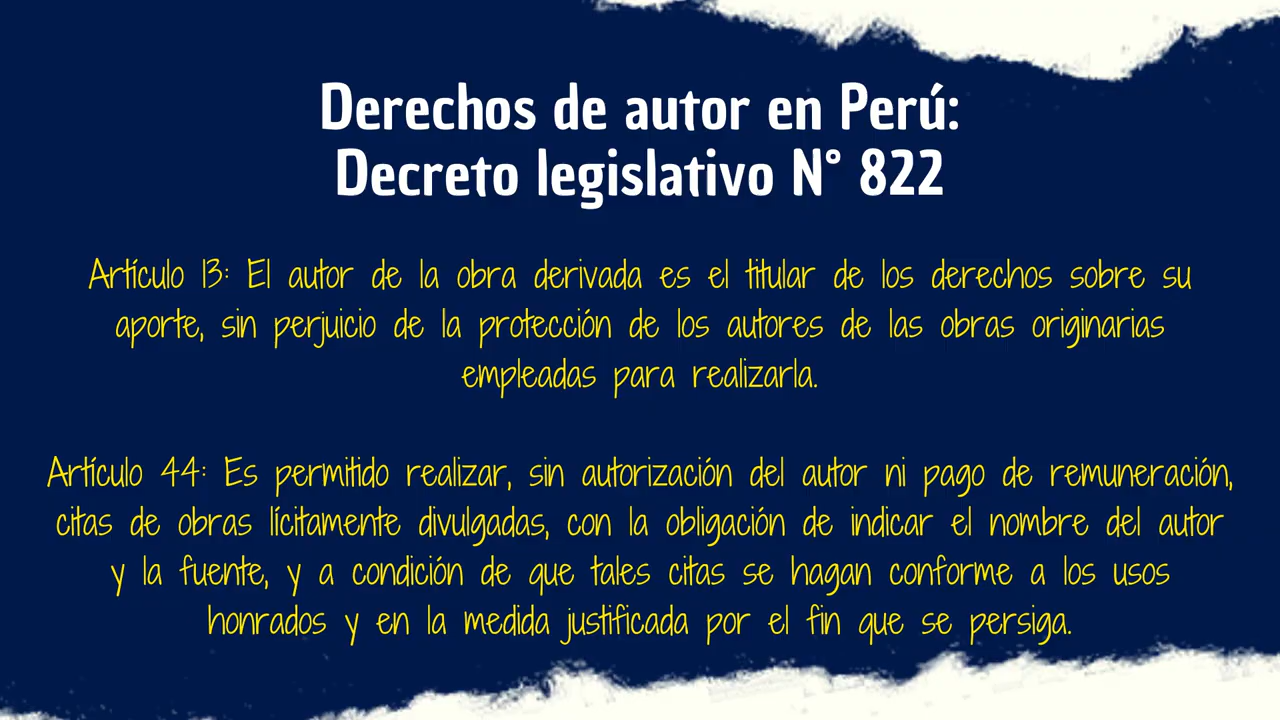 Derechos de autor en Perú:
Decreto legislativo N° 822
Artículo 13: El autor de la obra derivada es el titular de los derechos sobre su
aporte, sin perjuicio de la protección de los autores de las obras originarias
empleadas para realizarla.
Artículo 44: Es permitido realizar, sin autorización del autor ni pago de remuneración,
citas de obras lícitamente divulgadas, con la obligación de indicar el nombre del autor
y la fuente, y a condición de que tales citas se hagan conforme a los usos
honrados y en la medida justificada por el fin que se persiga.